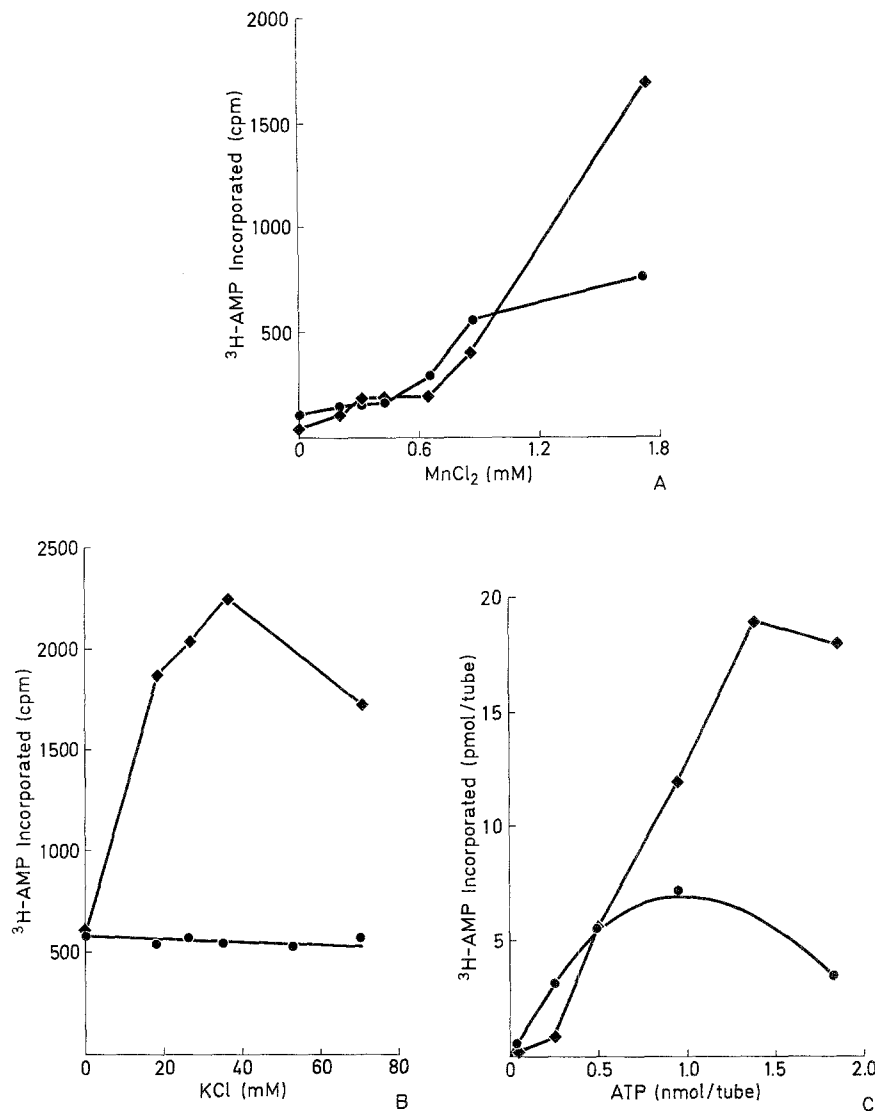 2000
1500
1000
500
³H-AMP Incorporated (cpm)
0 0.6 1.2 1.8
MnCl₂ (mM)
A
2500
2000
1500
1000
500
0
³H-AMP Incorporated (cpm)
0 20 40 60 80
KCl (mM)
B
20
15
10
5
³H-AMP Incorporated (pmol/tube)
0 0.5 1.0 1.5 2.0
ATP (nmol/tube)
C